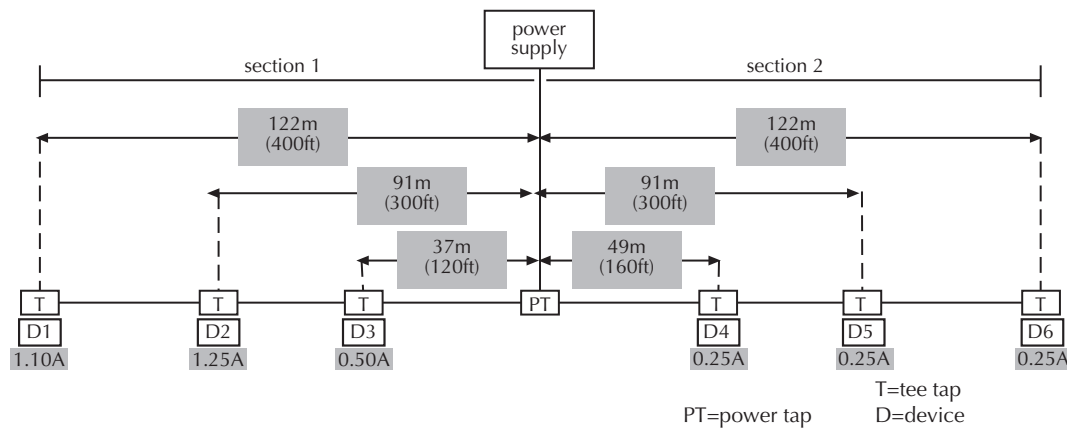 power
supply
section 1
section 2
122m
(400ft)
122m
(400ft)
91m
(300ft)
91m
(300ft)
37m
(120ft)
49m
(160ft)
T
T
T
PT
T
T
T
D1
D2
D3
D4
D5
D6
1.10A
1.25A
0.50A
0.25A
0.25A
0.25A
T=tee tap
PT=power tap
D=device